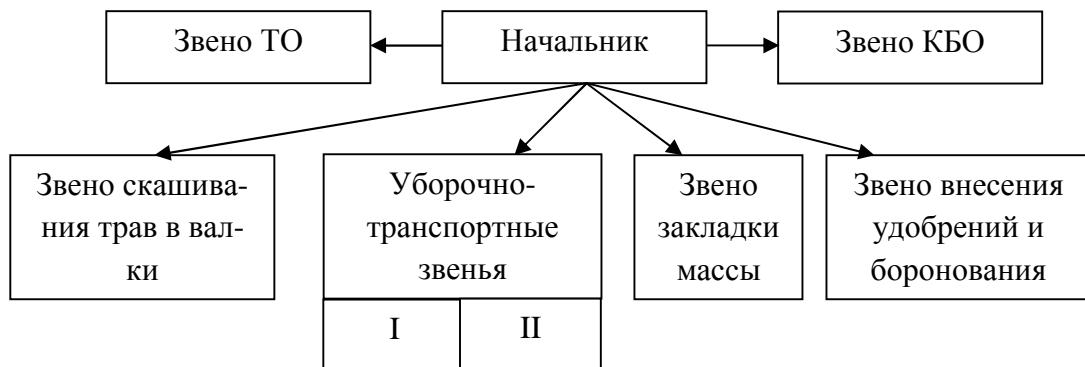 Звено ТО
Начальник
Звено КБО
Звено скашива-
ния трав в вал-
ки
Уборочно-
транспортные
звенья
I
II
Звено
закладки
массы
Звено внесения
удобрений и
боронования